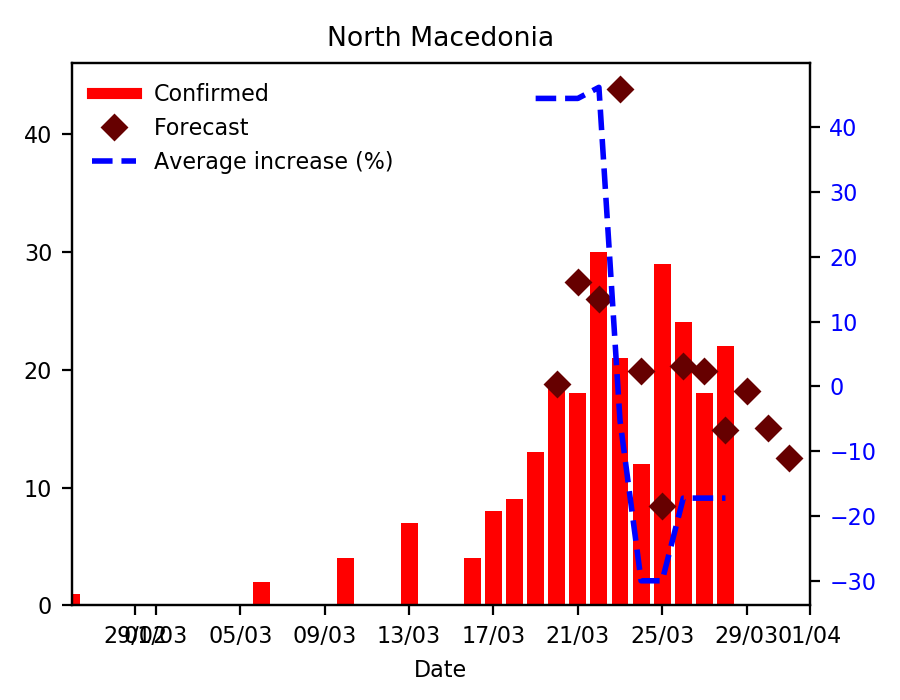 North Macedonia
Confirmed
Forecast
Average increase (%)
40
30
20
10
0
40
30
20
10
0
−10
−20
−30
29/02 01/03 05/03 09/03 13/03 17/03 21/03 25/03 29/03 01/04
Date